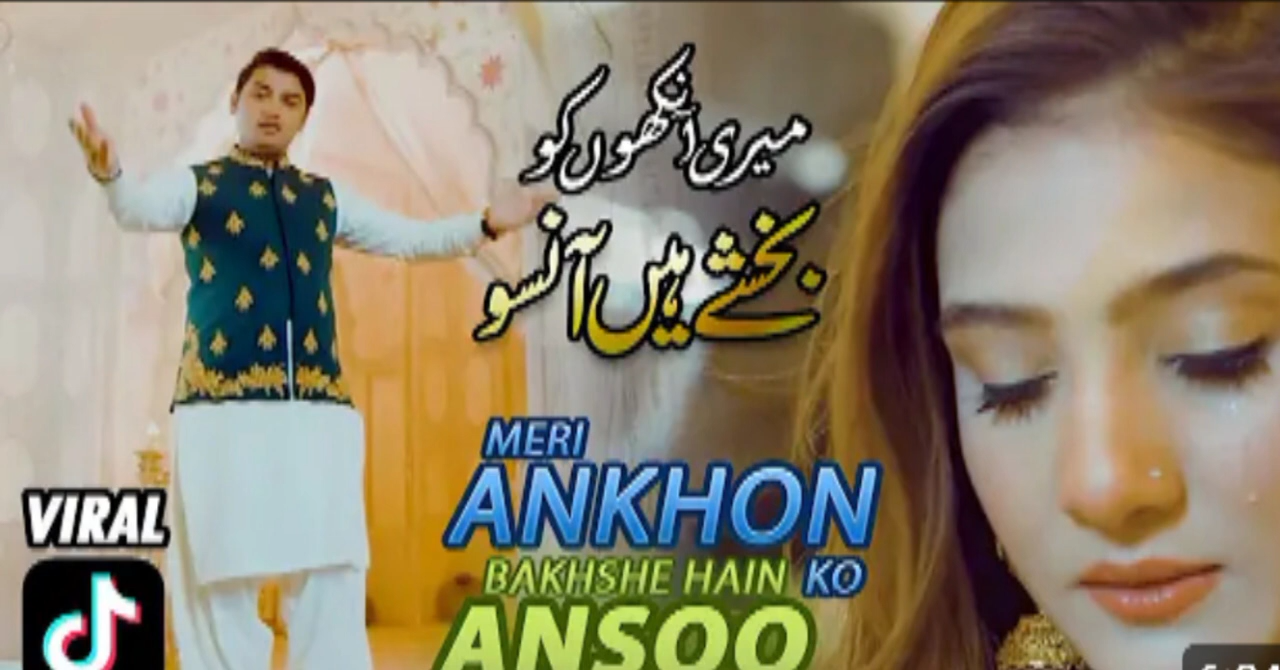 میری آنکھوں کو
بخشے ہیں آنسو
MERI
ANKHON
BAKHSHE HAIN KO
ANSOO
VIRAL